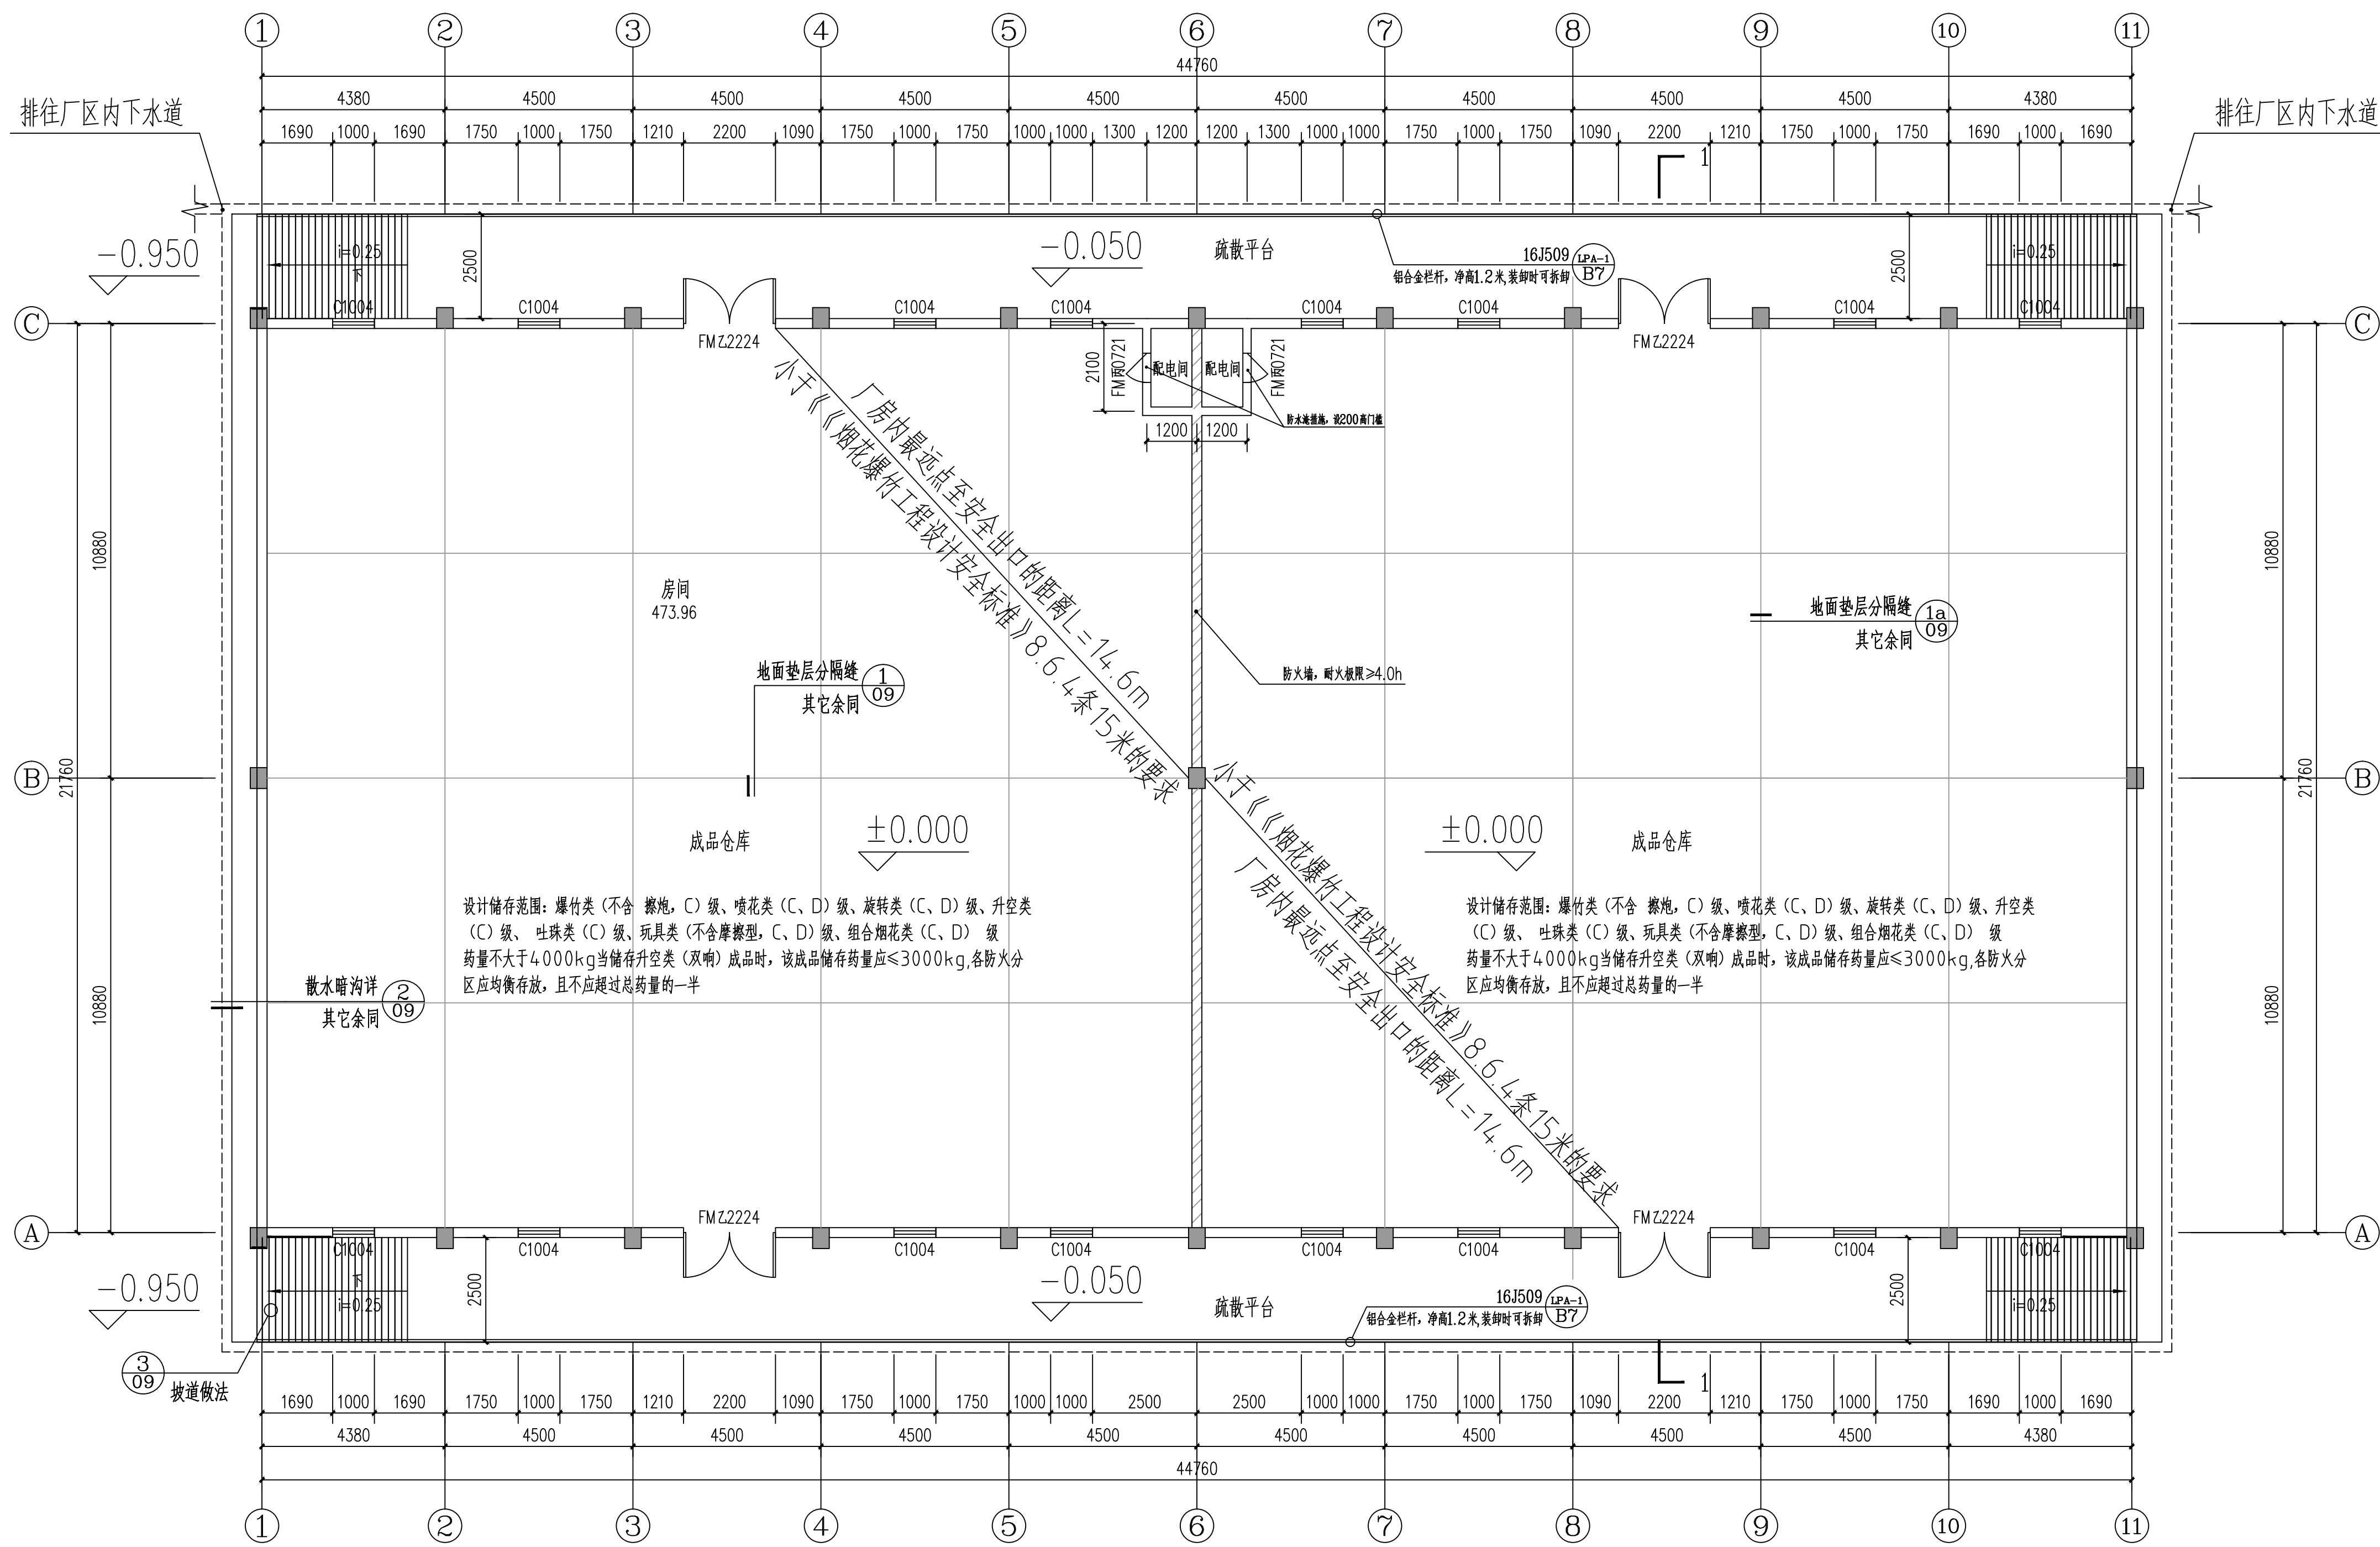 ① ② ③ ④ ⑤ ⑥ ⑦ ⑧ ⑨ ⑩ ⑪
44760
4380 4500 4500 4500 4500 4500 4500 4500 4500 4380
排往厂区内下水道
排往厂区内下水道
1690 1000 1690 1750 1000 1750 1210 2200 1090 1750 1000 1750 1000 1000 1300 1200 1200 1300 1000 1000 1750 1000 1750 1090 2200 1210 1750 1000 1750 1690 1000 1690
1
-0.950
i=0.25
下
2500
-0.050
疏散平台
16J509
LPA-1
B7
铝合金栏杆，净高1.2米,装卸时可拆卸
2500
i=0.25
C1004 C1004 C1004 C1004 C1004 C1004 C1004 C1004
C
C
FM乙2224
FM乙2224
2100
FM丙0721
配电间
配电间
FM丙0721
防水淹措施，设200高门槛
1200 1200
厂房内最远点至安全出口的距离L=14.6m
小于《《烟花爆竹工程设计安全标准》8.6.4条15米的要求
10880
10880
房间
473.96
地面垫层分隔缝
1
09
其它余同
地面垫层分隔缝
1a
09
其它余同
防火墙，耐火极限≥4.0h
B
B
21760
21760
成品仓库
±0.000
±0.000
成品仓库
小于《《烟花爆竹工程设计安全标准》8.6.4条15米的要求
厂房内最远点至安全出口的距离L=14.6m
设计储存范围：爆竹类（不含 擦炮，C）级、喷花类（C、D）级、旋转类（C、D）级、升空类
（C）级、 吐珠类（C）级、玩具类（不含摩擦型，C、D）级、组合烟花类（C、D） 级
药量不大于4000kg当储存升空类（双响）成品时，该成品储存药量应≤3000kg,各防火分
区应均衡存放，且不应超过总药量的一半
设计储存范围：爆竹类（不含 擦炮，C）级、喷花类（C、D）级、旋转类（C、D）级、升空类
（C）级、 吐珠类（C）级、玩具类（不含摩擦型，C、D）级、组合烟花类（C、D） 级
药量不大于4000kg当储存升空类（双响）成品时，该成品储存药量应≤3000kg,各防火分
区应均衡存放，且不应超过总药量的一半
10880
10880
散水暗沟详
2
09
其它余同
FM乙2224
FM乙2224
A
A
C1004 C1004 C1004 C1004 C1004 C1004 C1004 C1004
-0.950
下
i=0.25
2500
-0.050
疏散平台
16J509
LPA-1
B7
铝合金栏杆，净高1.2米,装卸时可拆卸
2500
i=0.25
3
09
坡道做法
1
1690 1000 1690 1750 1000 1750 1210 2200 1090 1750 1000 1750 1000 1000 2500 2500 1000 1000 1750 1000 1750 1090 2200 1210 1750 1000 1750 1690 1000 1690
4380 4500 4500 4500 4500 4500 4500 4500 4500 4380
44760
① ② ③ ④ ⑤ ⑥ ⑦ ⑧ ⑨ ⑩ ⑪